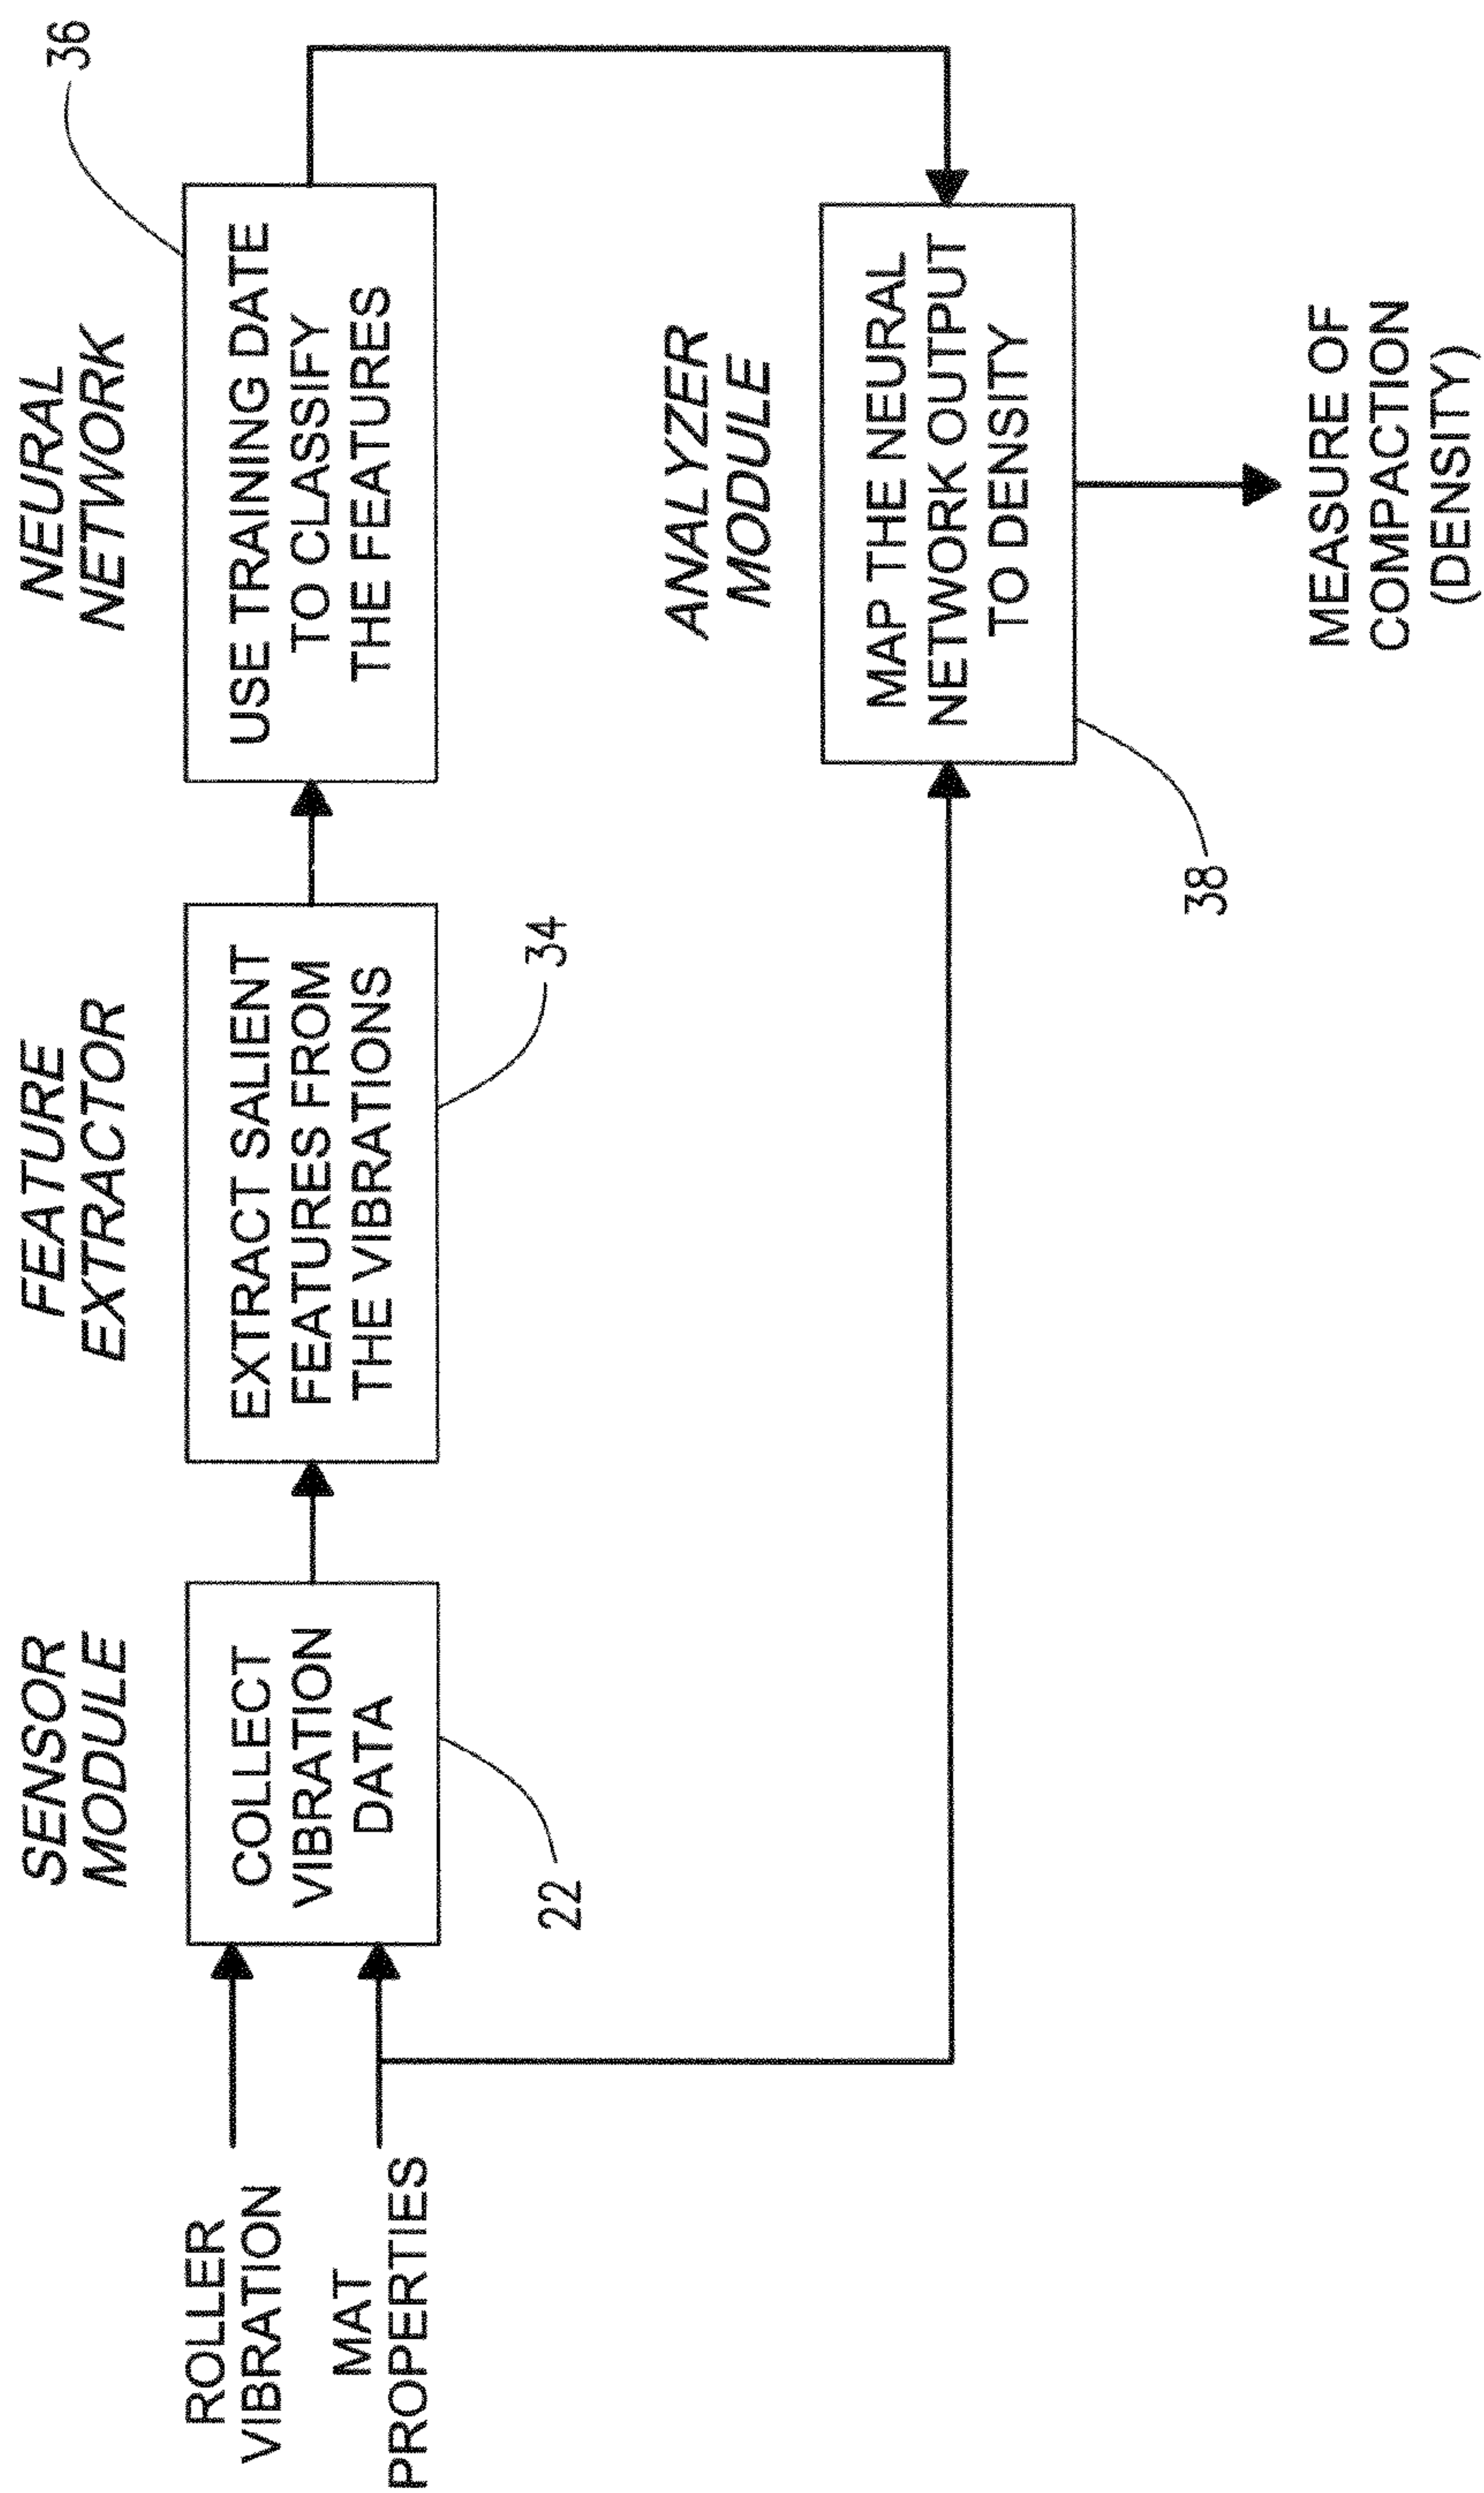 SENSOR
MODULE
FEATURE
EXTRACTOR
NEURAL
NETWORK
36
ROLLER
VIBRATION
MAT
PROPERTIES
COLLECT
VIBRATION
DATA
22
EXTRACT SALIENT
FEATURES FROM
THE VIBRATIONS
34
USE TRAINING DATE
TO CLASSIFY
THE FEATURES
ANALYZER
MODULE
MAP THE NEURAL
NETWORK OUTPUT
TO DENSITY
38
MEASURE OF
COMPACTION
(DENSITY)